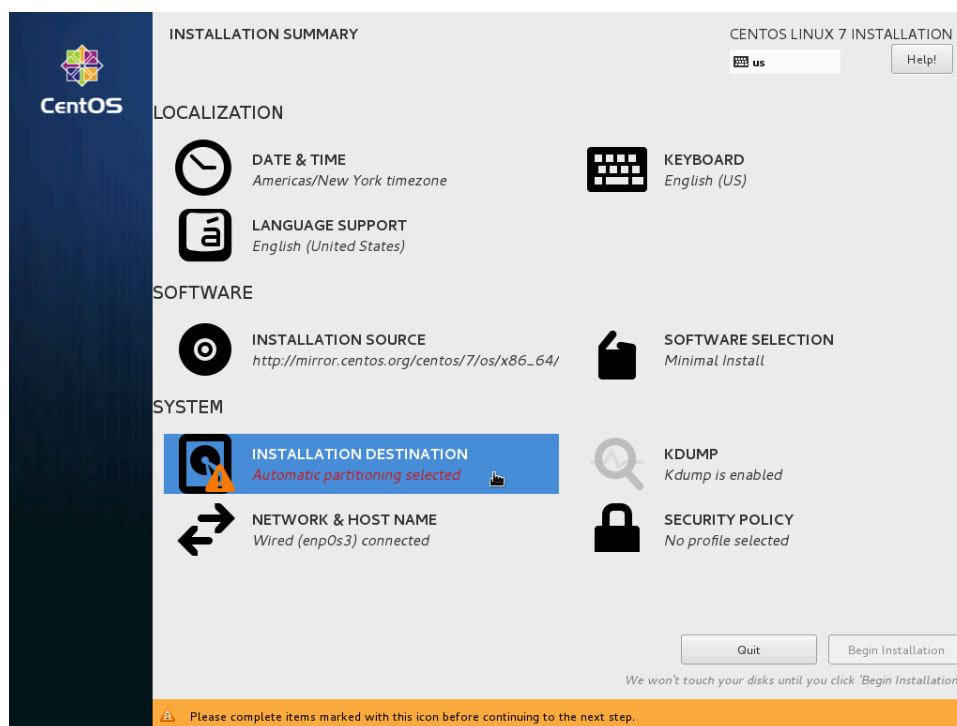 INSTALLATION SUMMARY
CENTOS LINUX 7 INSTALLATION
us
Help!
CentOS
LOCALIZATION
DATE & TIME
Americas/New York timezone
KEYBOARD
English (US)
á
LANGUAGE SUPPORT
English (United States)
SOFTWARE
INSTALLATION SOURCE
http://mirror.centos.org/centos/7/os/x86_64/
SOFTWARE SELECTION
Minimal Install
SYSTEM
INSTALLATION DESTINATION
Automatic partitioning selected
KDUMP
Kdump is enabled
NETWORK & HOST NAME
Wired (enp0s3) connected
SECURITY POLICY
No profile selected
Quit
Begin Installation
We won't touch your disks until you click 'Begin Installation
Please complete items marked with this icon before continuing to the next step.